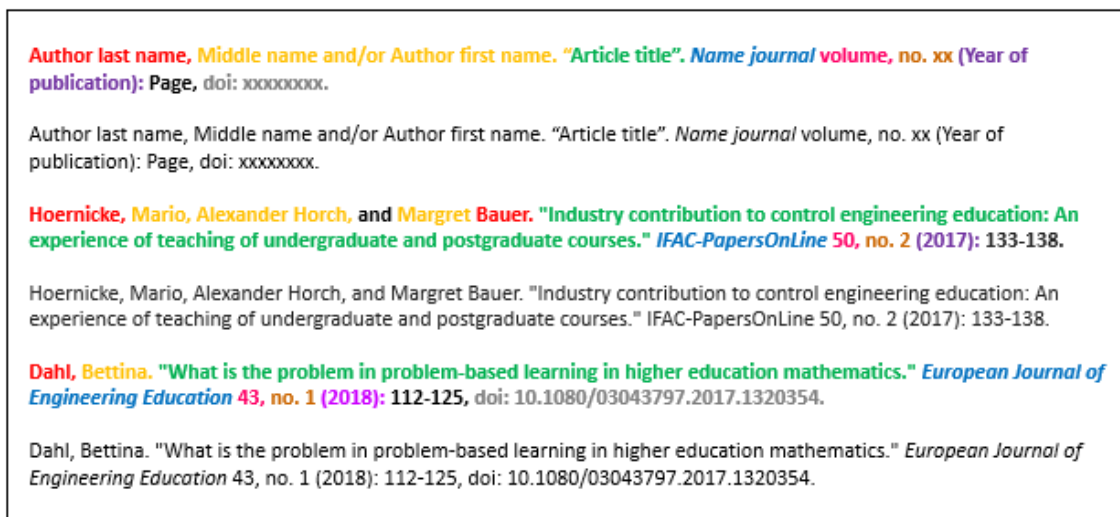 Author last name, Middle name and/or Author first name. “Article title”. Name journal volume, no. xx (Year of
publication): Page, doi: xxxxxxxx.
Author last name, Middle name and/or Author first name. “Article title”. Name journal volume, no. xx (Year of
publication): Page, doi: xxxxxxxx.
Hoernicke, Mario, Alexander Horch, and Margret Bauer. "Industry contribution to control engineering education: An
experience of teaching of undergraduate and postgraduate courses." IFAC-PapersOnLine 50, no. 2 (2017): 133-138.
Hoernicke, Mario, Alexander Horch, and Margret Bauer. "Industry contribution to control engineering education: An
experience of teaching of undergraduate and postgraduate courses." IFAC-PapersOnLine 50, no. 2 (2017): 133-138.
Dahl, Bettina. "What is the problem in problem-based learning in higher education mathematics." European Journal of
Engineering Education 43, no. 1 (2018): 112-125, doi: 10.1080/03043797.2017.1320354.
Dahl, Bettina. "What is the problem in problem-based learning in higher education mathematics." European Journal of
Engineering Education 43, no. 1 (2018): 112-125, doi: 10.1080/03043797.2017.1320354.